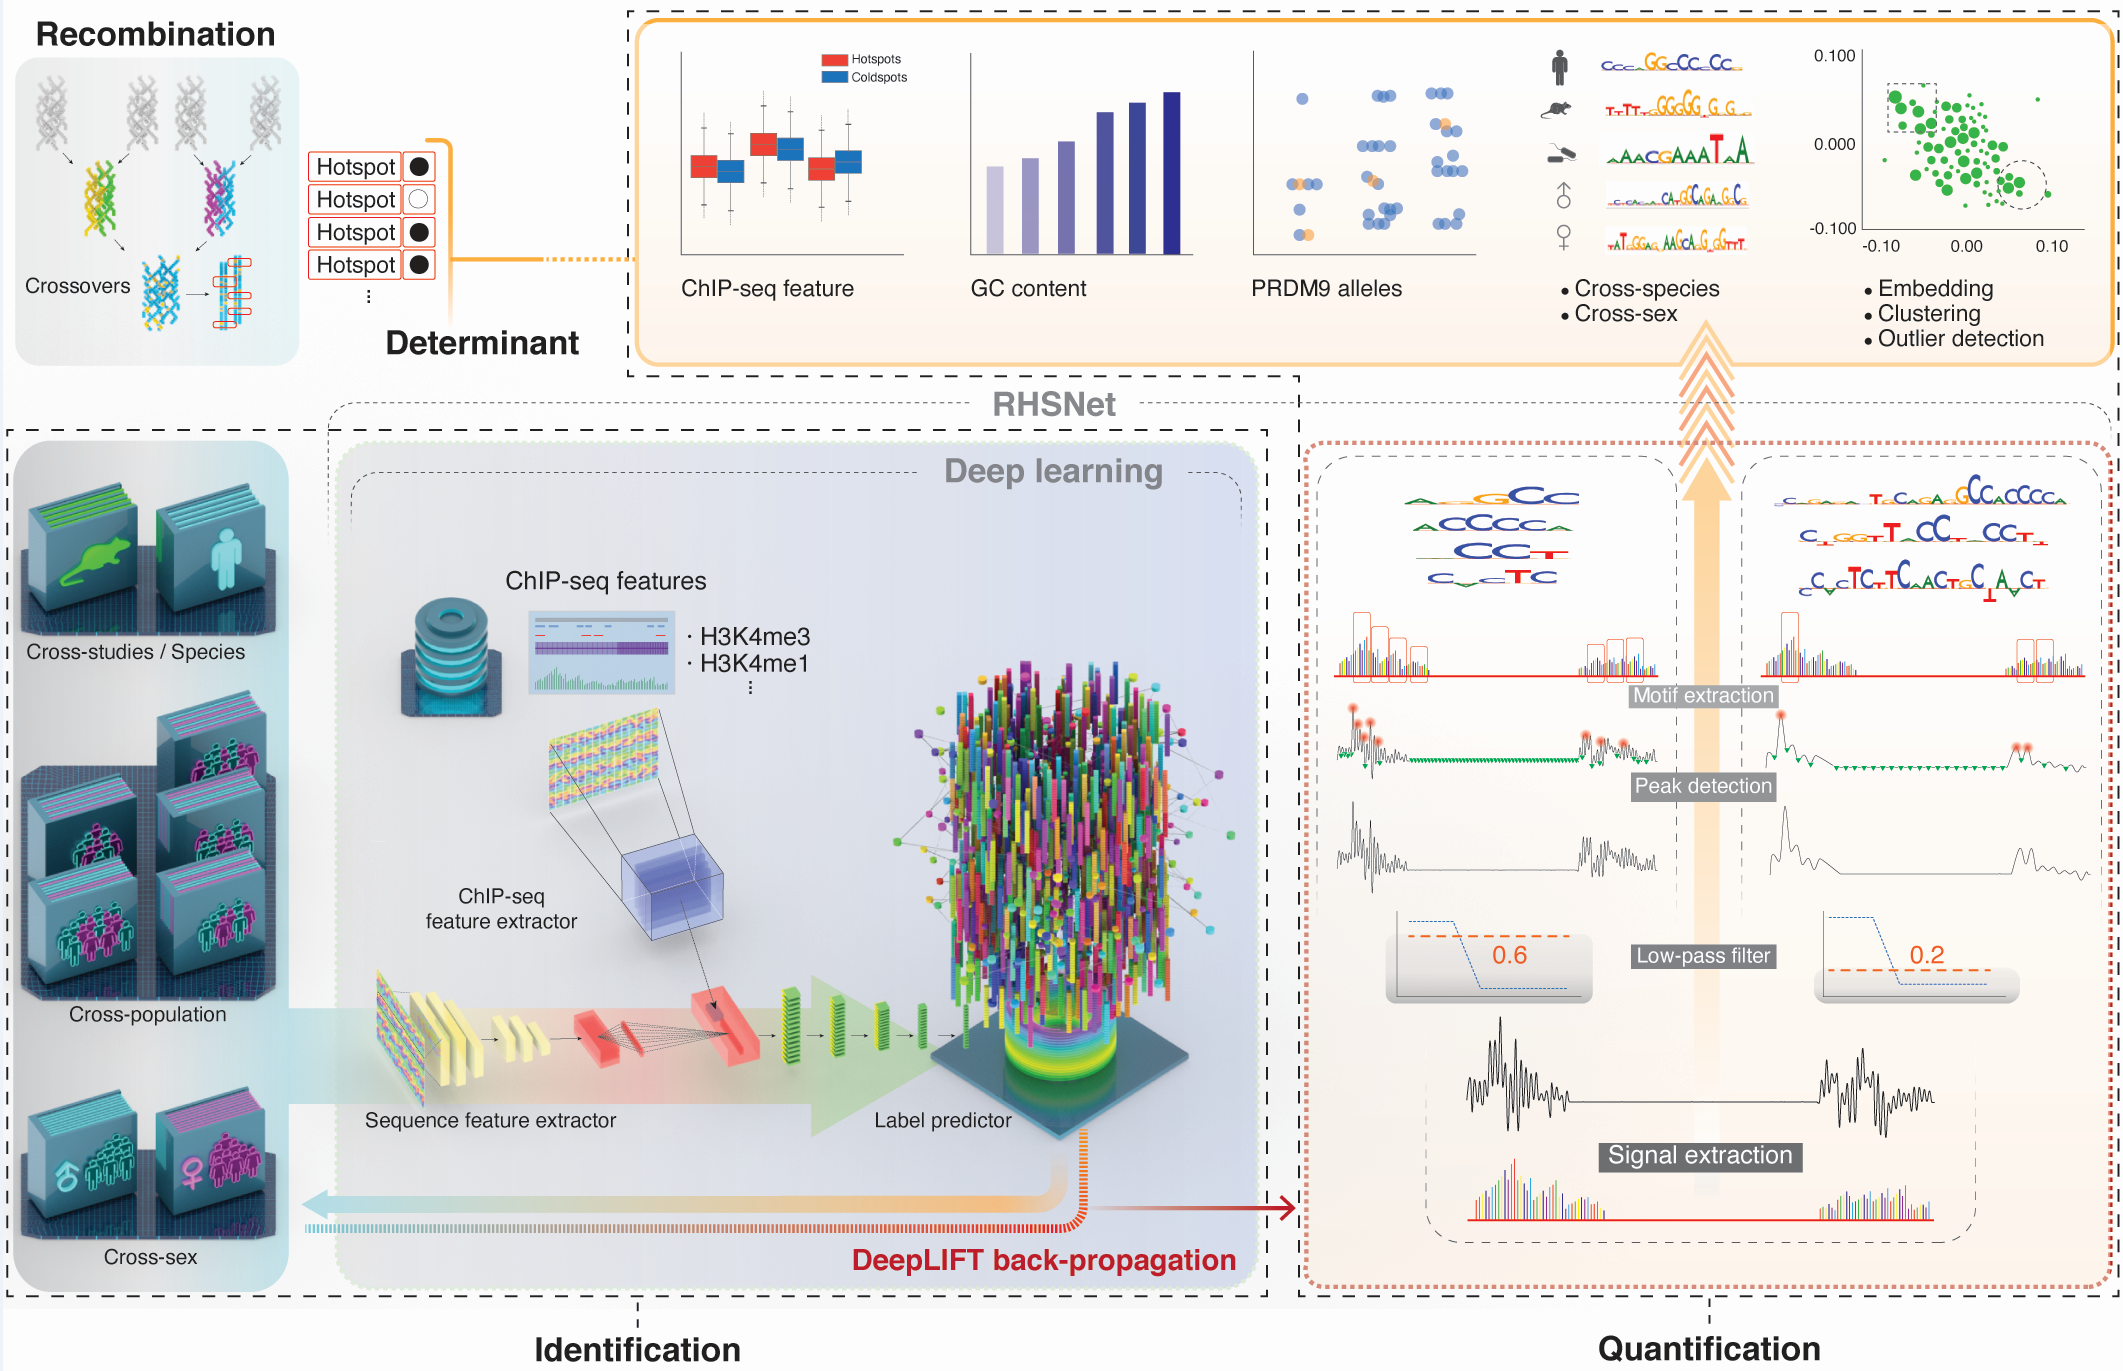 Recombination
Crossovers
Hotspot
Hotspot
Hotspot
Hotspot
Determinant
Hotspots
Coldspots
ChIP-seq feature
GC content
PRDM9 alleles
• Cross-species
• Cross-sex
0.100
0.000
-0.100
-0.10 0.00 0.10
• Embedding
• Clustering
• Outlier detection
RHSNet
Deep learning
Cross-studies / Species
Cross-population
Cross-sex
ChIP-seq features
· H3K4me3
· H3K4me1
ChIP-seq
feature extractor
Sequence feature extractor
Label predictor
DeepLIFT back-propagation
Identification
Motif extraction
Peak detection
Low-pass filter
0.6
0.2
Signal extraction
Quantification